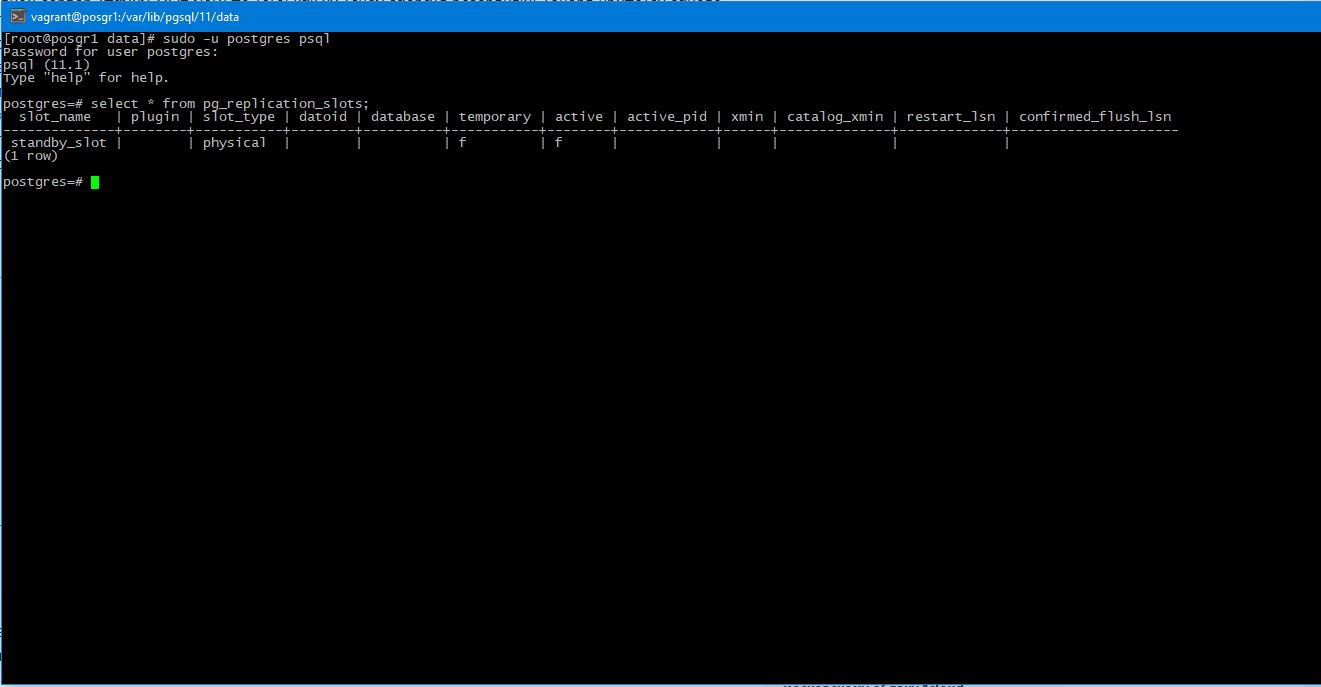 vagrant@posgr1:/var/lib/pgsql/11/data
[root@posgr1 data]# sudo -u postgres psql
Password for user postgres:
psql (11.1)
Type "help" for help.
postgres=# select * from pg_replication_slots;
  slot_name   | plugin | slot_type | datoid | database | temporary | active | active_pid | xmin | catalog_xmin | restart_lsn | confirmed_flush_lsn
--------------+--------+-----------+--------+----------+-----------+--------+------------+------+--------------+-------------+---------------------
 standby_slot |        | physical  |        |          | f         | f      |            |      |              |             |
(1 row)
postgres=#